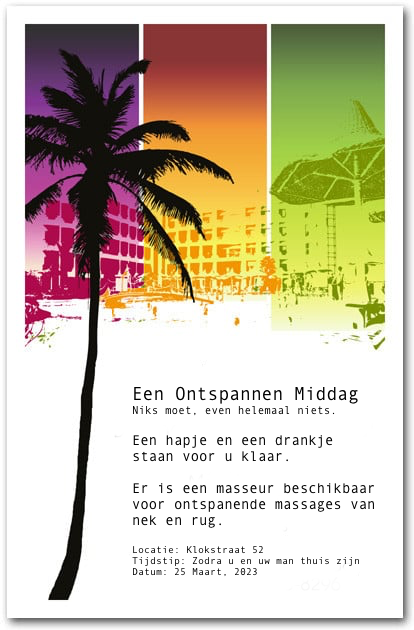 Een Ontspannen Middag
Niks moet, even helemaal niets.
Een hapje en een drankje
staan voor u klaar.
Er is een masseur beschikbaar
voor ontspanende massages van
nek en rug.
Locatie: Klokstraat 52
Tijdstip: Zodra u en uw man thuis zijn
Datum: 25 Maart, 2023